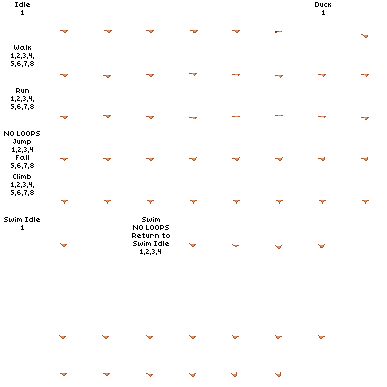 Idle
1
Duck
1
Walk
1,2,3,4,
5,6,7,8
Run
1,2,3,4,
5,6,7,8
NO LOOPS
Jump
1,2,3,4
Fall
5,6,7,8
Climb
1,2,3,4,
5,6,7,8
Swim Idle
1
Swim
NO LOOPS
Return to
Swim Idle
1,2,3,4